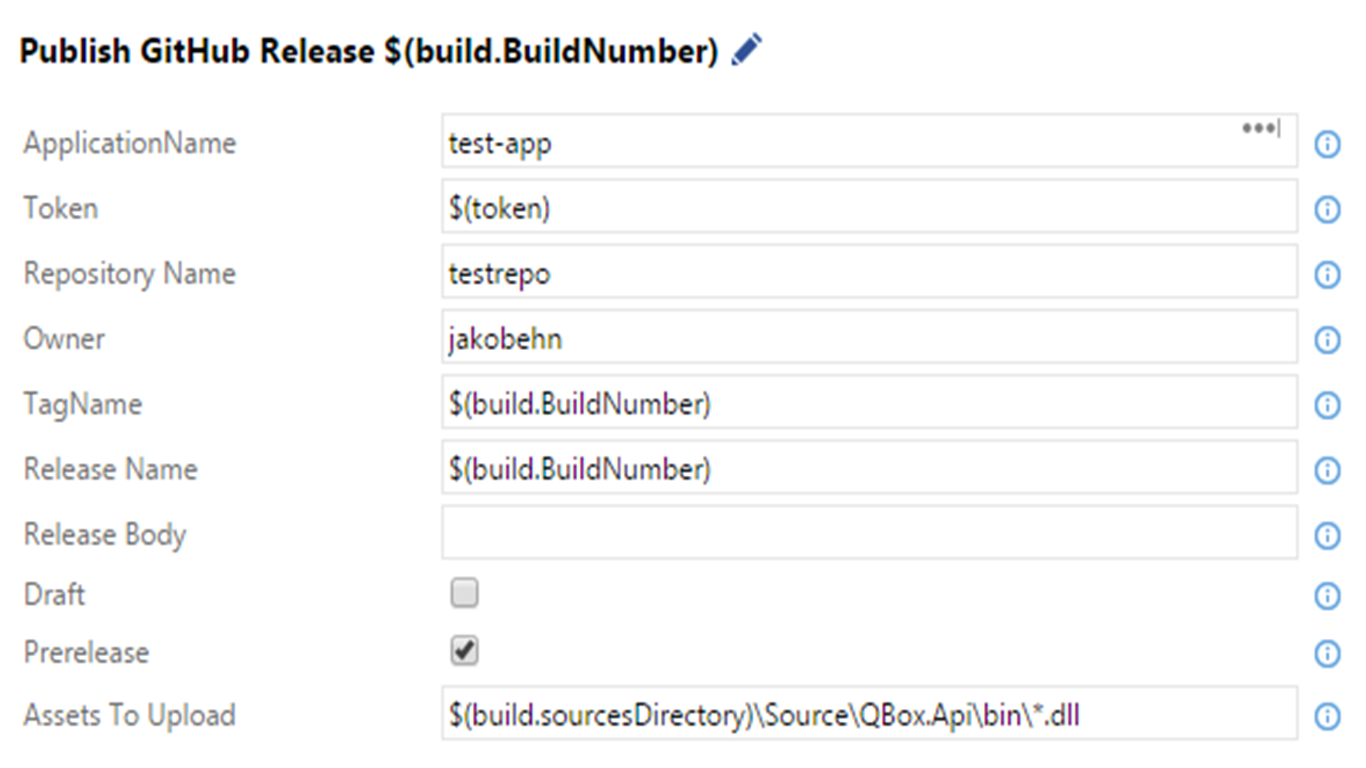 Publish GitHub Release $(build.BuildNumber)
ApplicationName test-app
Token $(token)
Repository Name testrepo
Owner jakobehn
TagName $(build.BuildNumber)
Release Name $(build.BuildNumber)
Release Body
Draft
Prerelease
Assets To Upload $(build.sourcesDirectory)\Source\QBox.Api\bin\*.dll